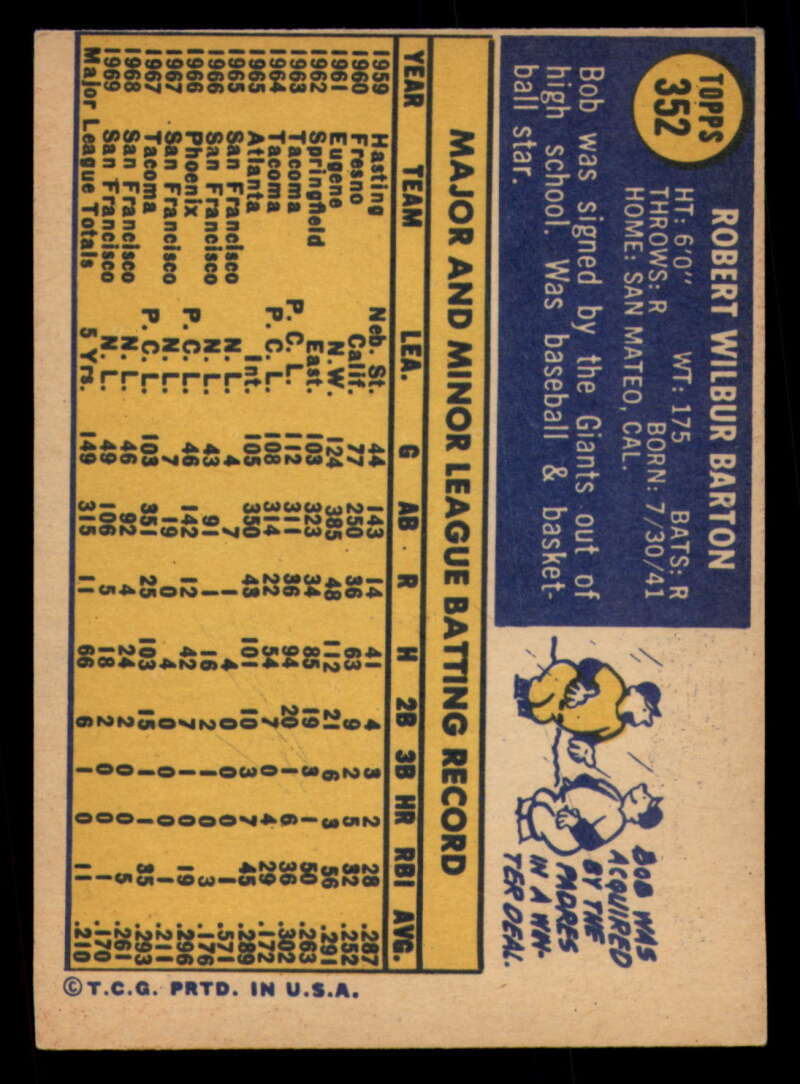 TOPPS
352
ROBERT WILBUR BARTON
HT: 6'0" WT: 175 BATS: R
THROWS: R BORN: 7/30/41
HOME: SAN MATEO, CAL.
Bob was signed by the Giants out of
high school. Was baseball & basket-
ball star.
BOB WAS
ACQUIRED
BY THE
PADRES
IN A WIN-
TER DEAL.
MAJOR AND MINOR LEAGUE BATTING RECORD
YEAR TEAM LEA. G AB R H 2B 3B HR RBI AVG.
1959 Hasting Neb. St. 44 143 14 41 4 3 2 28 .287
1960 Fresno Calif. 77 250 36 63 9 2 5 32 .252
1961 Eugene N.W. 124 385 48 112 21 6 3 56 .291
1962 Springfield East. 103 323 34 85 19 3 1 50 .263
1963 Tacoma P. C. L. 112 311 36 94 20 1 6 36 .302
1964 Tacoma P. C. L. 108 314 22 54 7 0 4 29 .172
1965 Atlanta Int. 105 350 43 101 10 3 7 45 .289
1965 San Francisco N. L. 4 7 1 4 0 0 0 1 .571
1966 San Francisco N. L. 43 91 1 16 2 1 0 3 .176
1966 Phoenix P. C. L. 46 142 12 42 7 1 1 19 .296
1967 San Francisco N. L. 7 19 0 4 0 0 0 1 .211
1967 Tacoma P. C. L. 103 351 25 103 15 1 1 35 .293
1968 San Francisco N. L. 46 92 4 24 2 0 0 5 .261
1969 San Francisco N. L. 49 106 5 18 2 0 0 1 .170
Major League Totals 5 Yrs. 149 315 11 66 6 1 0 11 .210
© T.C.G. PRTD. IN U.S.A.